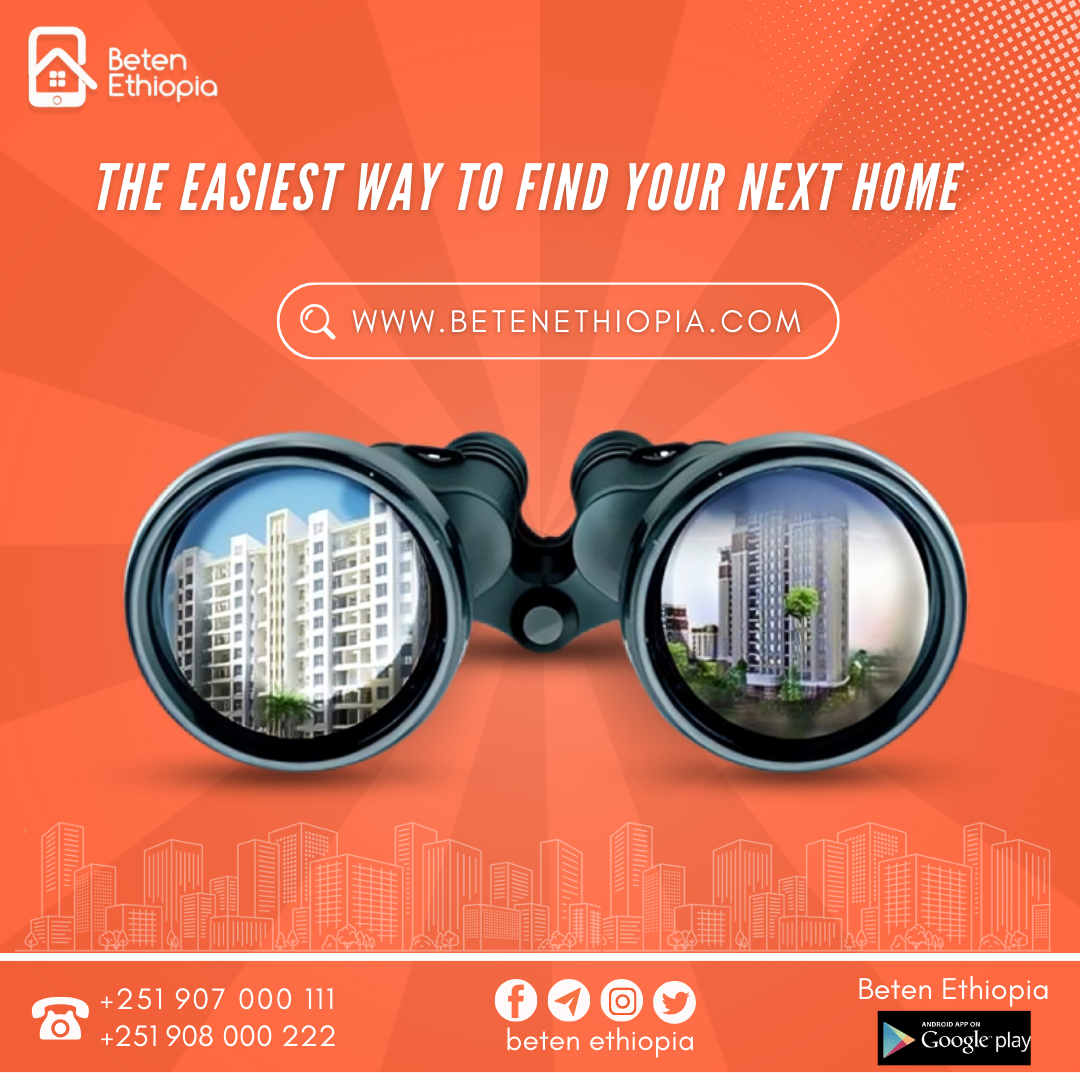 Beten
Ethiopia
THE EASIEST WAY TO FIND YOUR NEXT HOME
WWW.BETENETHIOPIA.COM
+251 907 000 111
+251 908 000 222
beten ethiopia
Beten Ethiopia
ANDROID APP ON
Google play